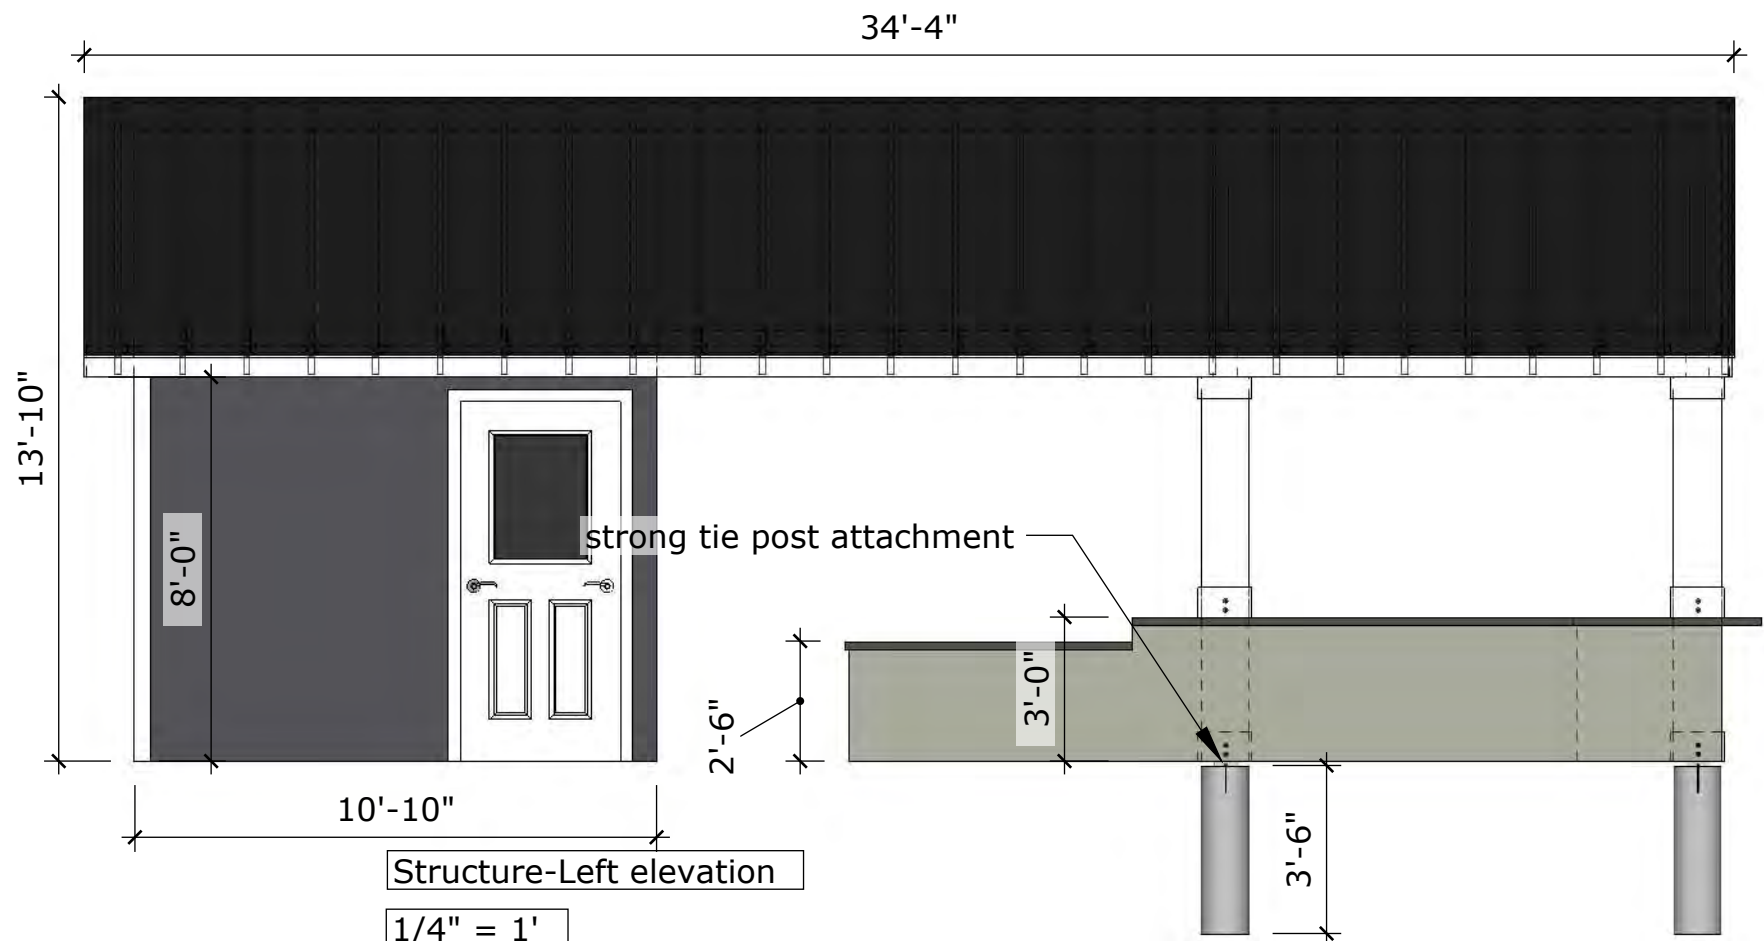 34'-4"
13'-10"
8'-0"
strong tie post attachment
3'-0"
2'-6"
10'-10"
3'-6"
Structure-Left elevation
1/4" = 1'